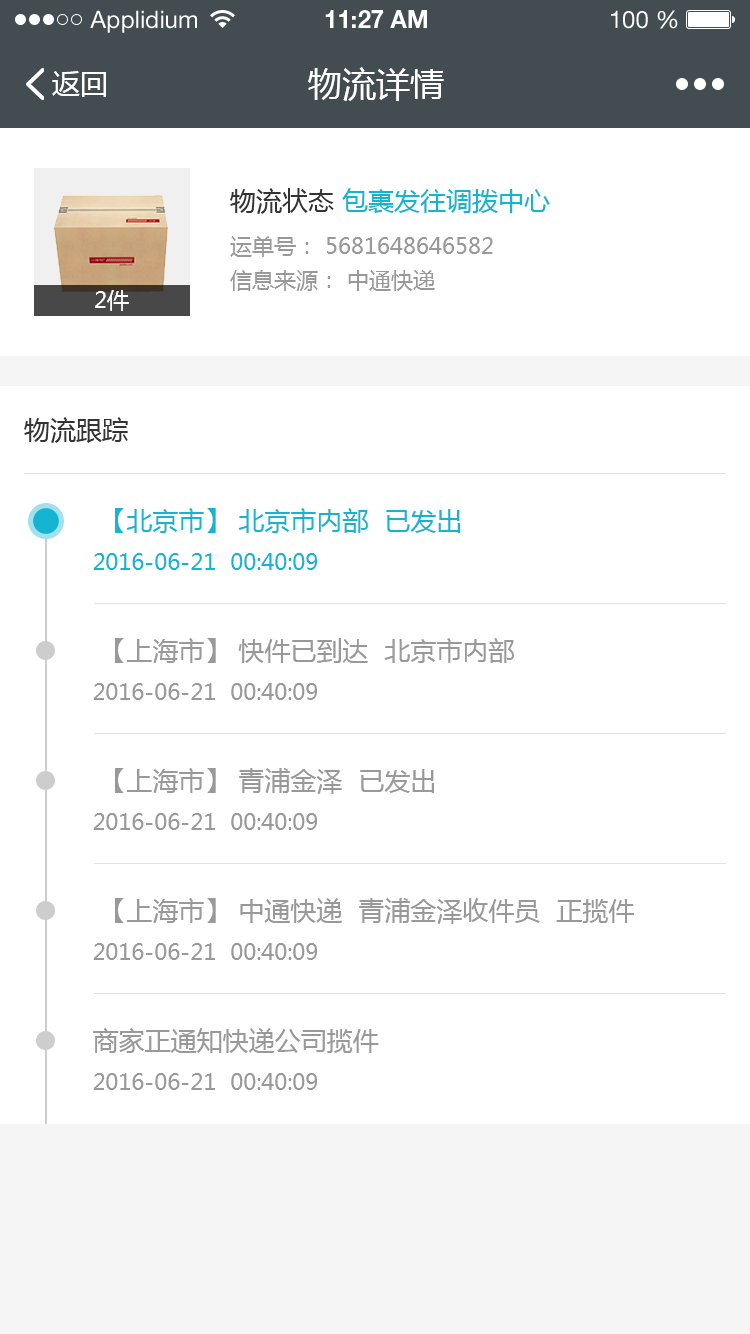 Applidium 11:27 AM 100 %
返回 物流详情
物流状态 包裹发往调拨中心
运单号： 5681648646582
信息来源： 中通快递
2件
物流跟踪
【北京市】 北京市内部 已发出
2016-06-21 00:40:09
【上海市】 快件已到达 北京市内部
2016-06-21 00:40:09
【上海市】 青浦金泽 已发出
2016-06-21 00:40:09
【上海市】 中通快递 青浦金泽收件员 正揽件
2016-06-21 00:40:09
商家正通知快递公司揽件
2016-06-21 00:40:09